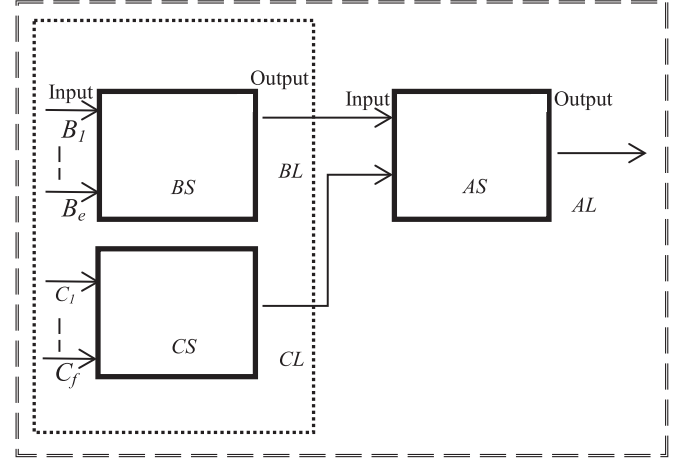 Input
Output
Input
Output
B1
BS
BL
AS
AL
Be
C1
CS
CL
Cf